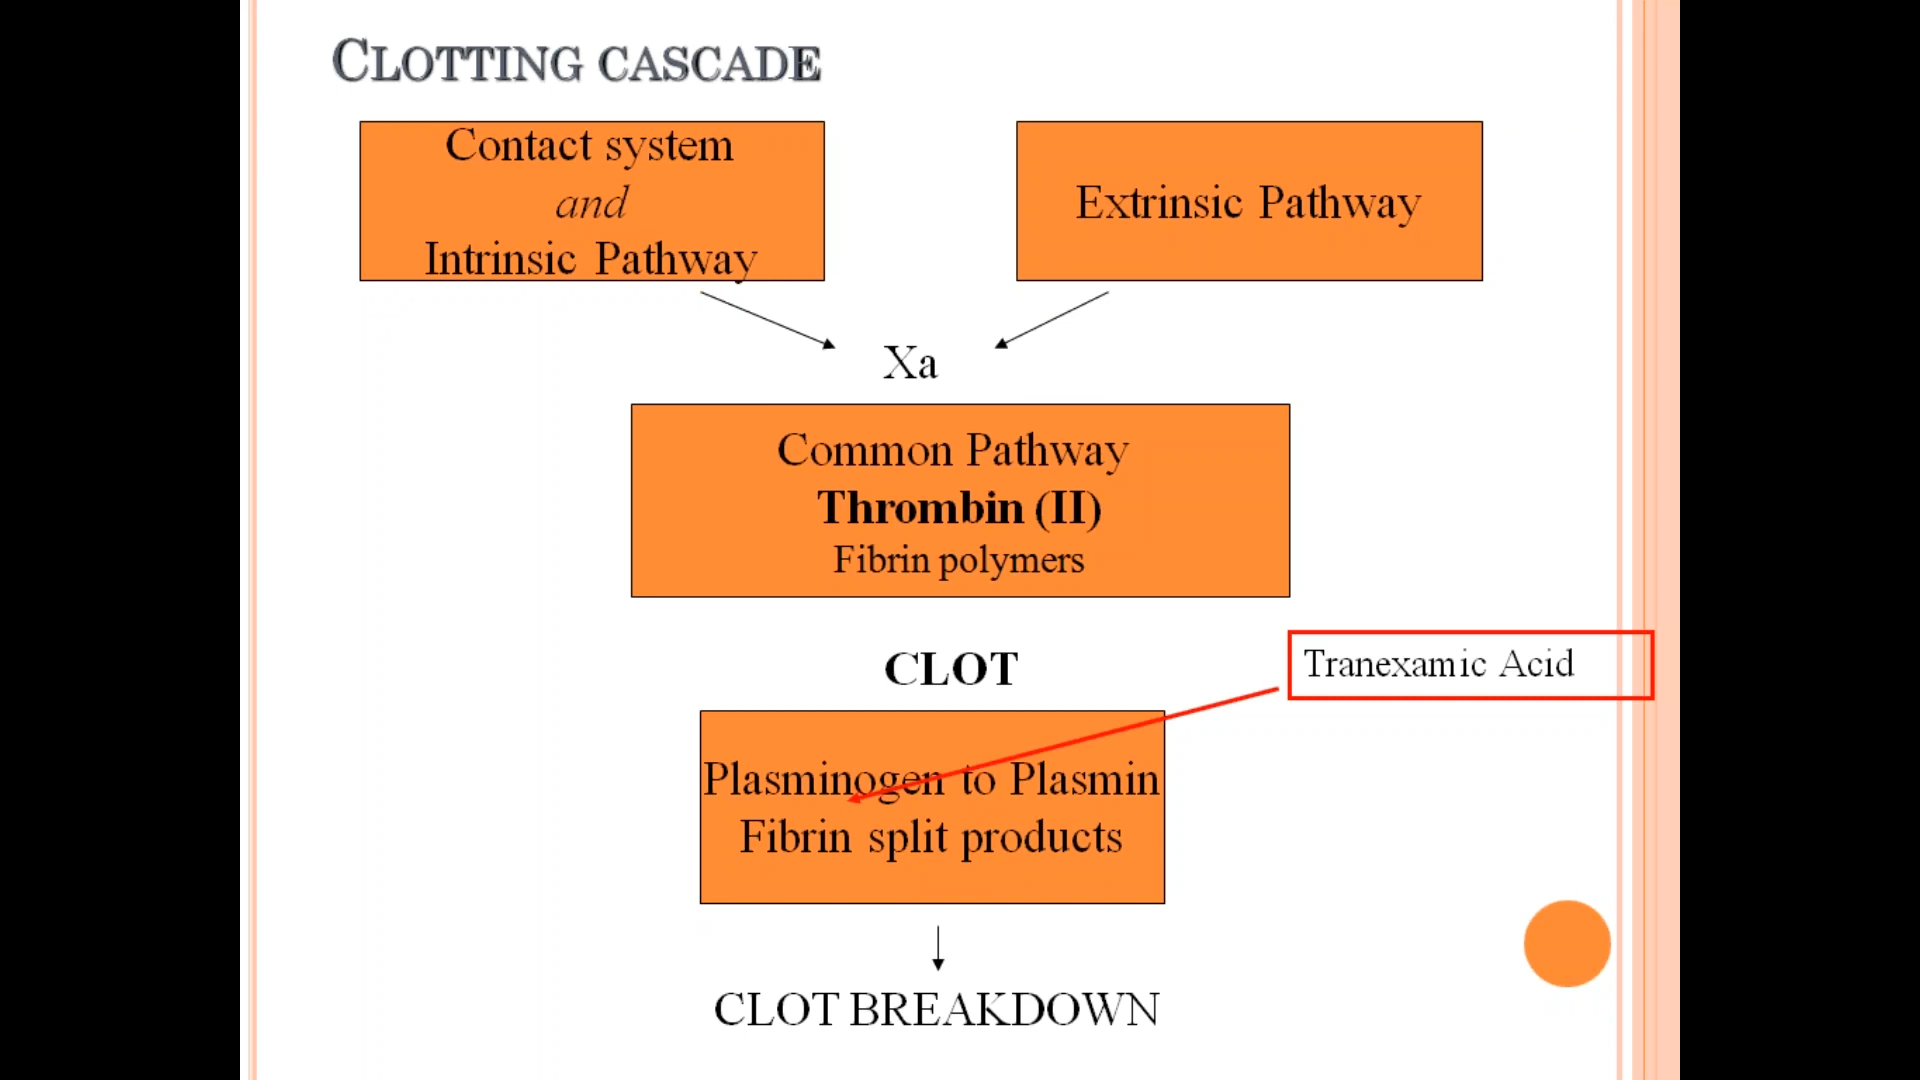 CLOTTING CASCADE
Contact system
and
Intrinsic Pathway
Extrinsic Pathway
Xa
Common Pathway
Thrombin (II)
Fibrin polymers
CLOT
Tranexamic Acid
Plasminogen to Plasmin
Fibrin split products
CLOT BREAKDOWN